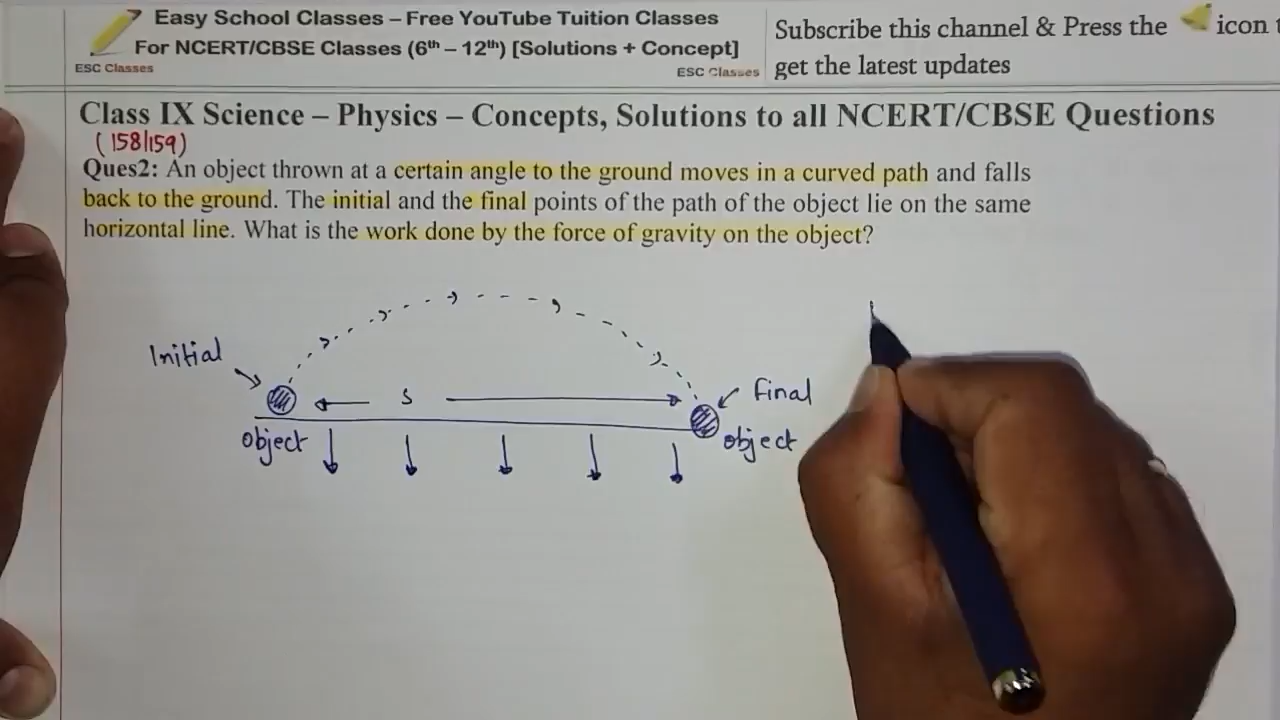 Easy School Classes – Free YouTube Tuition Classes
For NCERT/CBSE Classes (6th – 12th) [Solutions + Concept]
ESC Classes
ESC Classes
Subscribe this channel & Press the icon
get the latest updates
Class IX Science – Physics – Concepts, Solutions to all NCERT/CBSE Questions
(158/159)
Ques2: An object thrown at a certain angle to the ground moves in a curved path and falls
back to the ground. The initial and the final points of the path of the object lie on the same
horizontal line. What is the work done by the force of gravity on the object?
Initial
s
Final
object
object